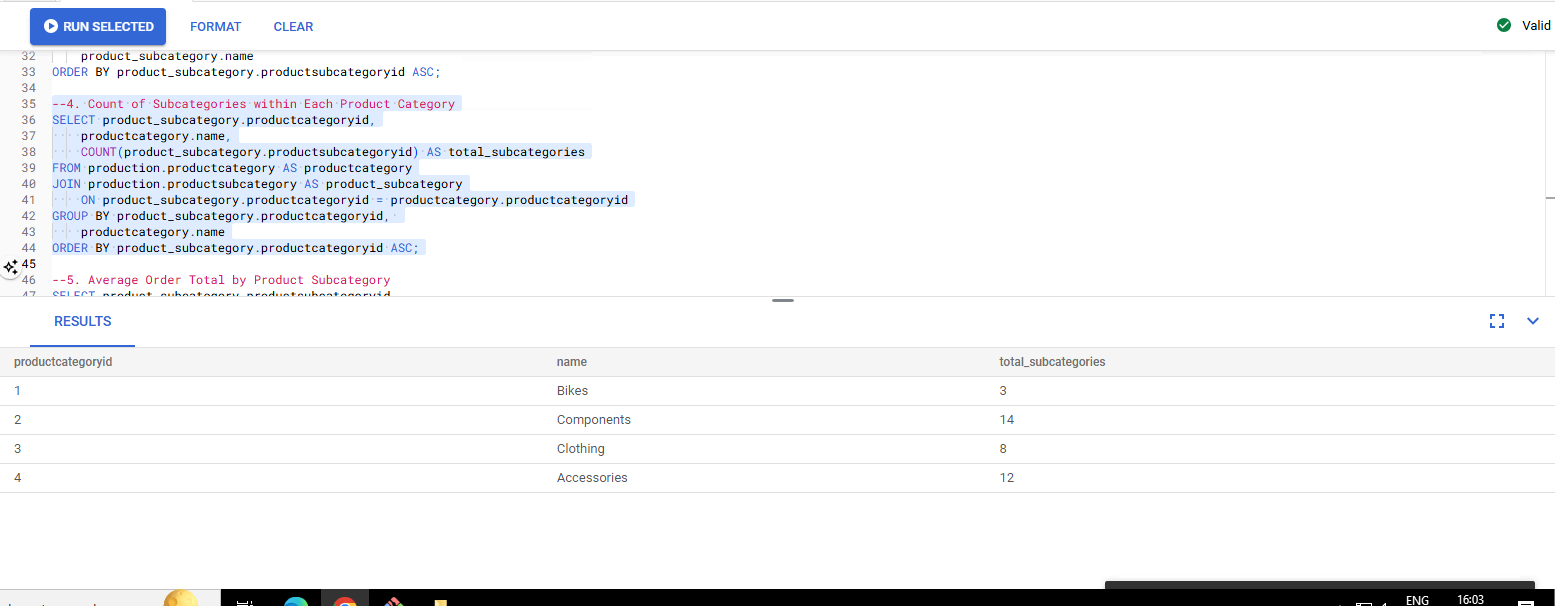 RUN SELECTED FORMAT CLEAR Valid
32 product_subcategory.name
33 ORDER BY product_subcategory.productsubcategoryid ASC;
34
35 --4. Count of Subcategories within Each Product Category
36 SELECT product_subcategory.productcategoryid,
37 productcategory.name,
38 COUNT(product_subcategory.productsubcategoryid) AS total_subcategories
39 FROM production.productcategory AS productcategory
40 JOIN production.productsubcategory AS product_subcategory
41 ON product_subcategory.productcategoryid = productcategory.productcategoryid
42 GROUP BY product_subcategory.productcategoryid,
43 productcategory.name
44 ORDER BY product_subcategory.productcategoryid ASC;
45
46 --5. Average Order Total by Product Subcategory
47 SELECT product_subcategory.productsubcategoryid
RESULTS
productcategoryid name total_subcategories
1 Bikes 3
2 Components 14
3 Clothing 8
4 Accessories 12
ENG 16:03